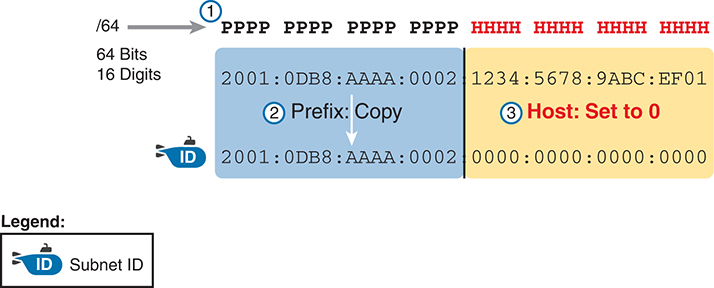 /64
① PPPP PPPP PPPP PPPP HHHH HHHH HHHH HHHH
64 Bits
16 Digits
2001:0DB8:AAAA:0002:1234:5678:9ABC:EF01
② Prefix: Copy
③ Host: Set to 0
ID
2001:0DB8:AAAA:0002:0000:0000:0000:0000
Legend:
ID Subnet ID